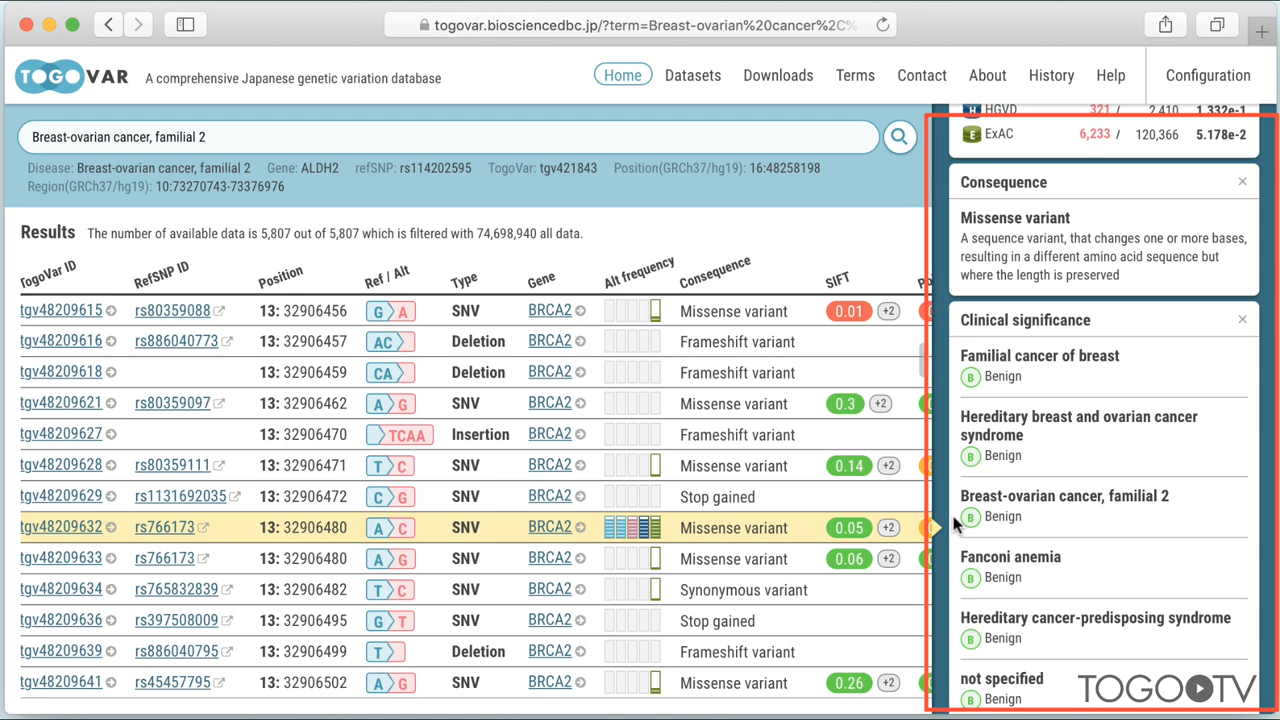 togovar.biosciencedbc.jp/?term=Breast-ovarian%20cancer%2C%
TOGOVAR A comprehensive Japanese genetic variation database
Home Datasets Downloads Terms Contact About History Help Configuration
Breast-ovarian cancer, familial 2
Disease: Breast-ovarian cancer, familial 2 Gene: ALDH2 refSNP: rs114202595 TogoVar: tgv421843 Position(GRCh37/hg19): 16:48258198
Region(GRCh37/hg19): 10:73270743-73376976
Results The number of available data is 5,807 out of 5,807 which is filtered with 74,698,940 all data.
TogoVar ID RefSNP ID Position Ref / Alt Type Gene Alt frequency Consequence SIFT
tgv48209615 rs80359088 13: 32906456 G A SNV BRCA2 Missense variant 0.01 +2
tgv48209616 rs886040773 13: 32906457 AC Deletion BRCA2 Frameshift variant
tgv48209618 13: 32906459 CA Deletion BRCA2 Frameshift variant
tgv48209621 rs80359097 13: 32906462 A G SNV BRCA2 Missense variant 0.3 +2
tgv48209627 13: 32906470 TCAA Insertion BRCA2 Frameshift variant
tgv48209628 rs80359111 13: 32906471 T C SNV BRCA2 Missense variant 0.14 +2
tgv48209629 rs1131692035 13: 32906472 C G SNV BRCA2 Stop gained
tgv48209632 rs766173 13: 32906480 A C SNV BRCA2 Missense variant 0.05 +2
tgv48209633 rs766173 13: 32906480 A G SNV BRCA2 Missense variant 0.06 +2
tgv48209634 rs765832839 13: 32906482 T C SNV BRCA2 Synonymous variant
tgv48209636 rs397508009 13: 32906495 G T SNV BRCA2 Stop gained
tgv48209639 rs886040795 13: 32906499 T Deletion BRCA2 Frameshift variant
tgv48209641 rs45457795 13: 32906502 A G SNV BRCA2 Missense variant 0.26 +2
H HGVD 321 / 2,410 1.332e-1
E ExAC 6,233 / 120,366 5.178e-2
Consequence
Missense variant
A sequence variant, that changes one or more bases,
resulting in a different amino acid sequence but
where the length is preserved
Clinical significance
Familial cancer of breast
B Benign
Hereditary breast and ovarian cancer
syndrome
B Benign
Breast-ovarian cancer, familial 2
B Benign
Fanconi anemia
B Benign
Hereditary cancer-predisposing syndrome
B Benign
not specified
B Benign
TOGO TV